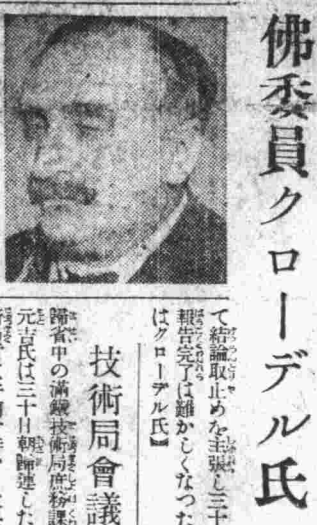 佛委員クローデル氏
て結論取止めを主張し三十
報告完了は難かしくなつた
はクローデル氏】
技術局會議
歸省中の滿鐵技術局庶務課
元吉氏は三十日朝歸連した